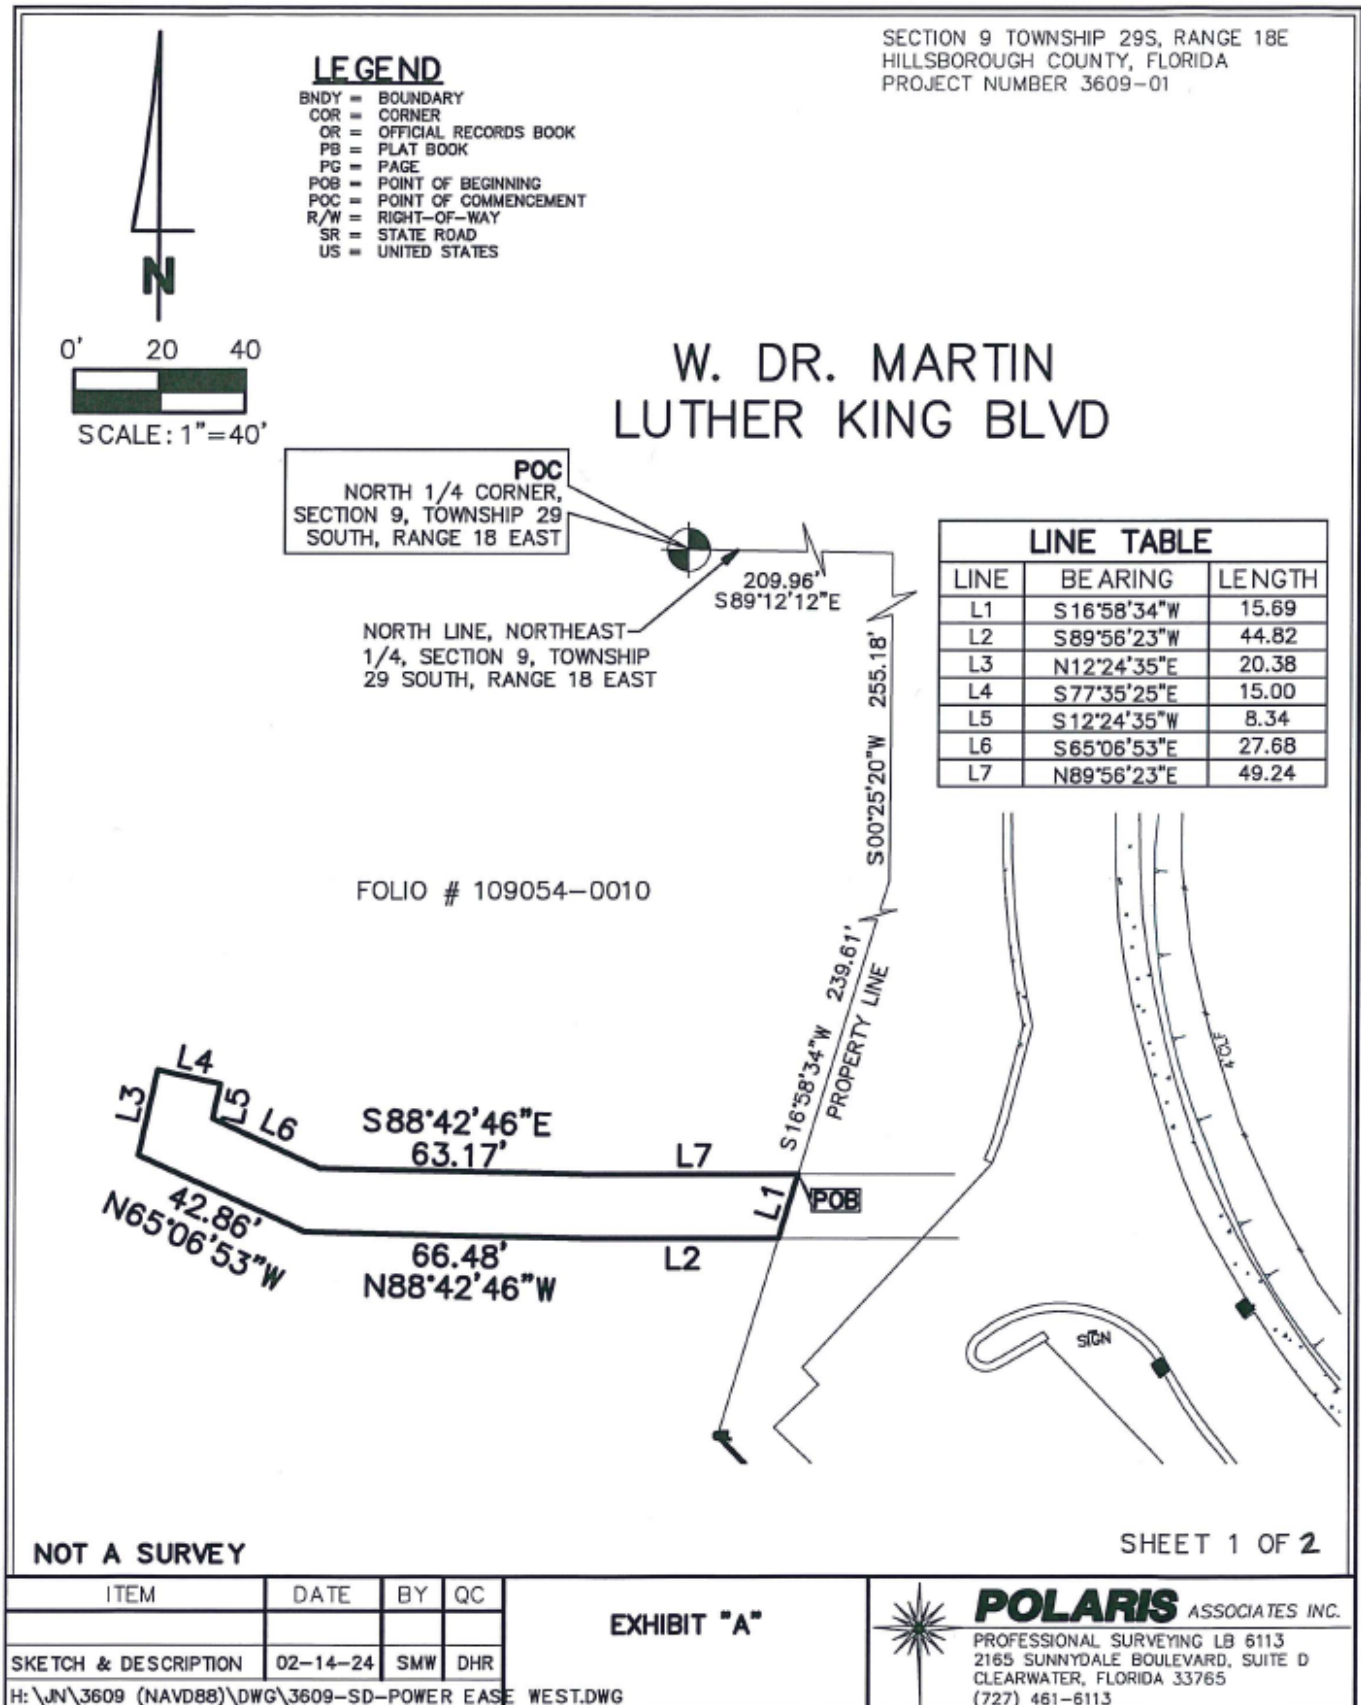 SECTION 9 TOWNSHIP 29S, RANGE 18E
HILLSBOROUGH COUNTY, FLORIDA
PROJECT NUMBER 3609-01
LEGEND
BNDY = BOUNDARY
COR = CORNER
OR = OFFICIAL RECORDS BOOK
PB = PLAT BOOK
PG = PAGE
POB = POINT OF BEGINNING
POC = POINT OF COMMENCEMENT
R/W = RIGHT-OF-WAY
SR = STATE ROAD
US = UNITED STATES
N
0' 20 40
SCALE: 1"=40'
W. DR. MARTIN
LUTHER KING BLVD
POC
NORTH 1/4 CORNER,
SECTION 9, TOWNSHIP 29
SOUTH, RANGE 18 EAST
209.96'
S89°12'12"E
NORTH LINE, NORTHEAST
1/4, SECTION 9, TOWNSHIP
29 SOUTH, RANGE 18 EAST
LINE TABLE
LINE BEARING LENGTH
L1 S16°58'34"W 15.69
L2 S89°56'23"W 44.82
L3 N12°24'35"E 20.38
L4 S77°35'25"E 15.00
L5 S12°24'35"W 8.34
L6 S65°06'53"E 27.68
L7 N89°56'23"E 49.24
S00°25'20"W 255.18'
FOLIO # 109054-0010
S16°58'34"W 239.61'
PROPERTY LINE
4'CLF
L4
L3
L5
L6
S88°42'46"E
63.17'
L7
L1
POB
42.86'
N65°06'53"W
66.48'
N88°42'46"W
L2
SIGN
NOT A SURVEY
SHEET 1 OF 2
ITEM DATE BY QC
SKETCH & DESCRIPTION 02-14-24 SMW DHR
H:\JN\3609 (NAVD88)\DWG\3609-SD-POWER EASE WEST.DWG
EXHIBIT "A"
POLARIS ASSOCIATES INC.
PROFESSIONAL SURVEYING LB 6113
2165 SUNNYDALE BOULEVARD, SUITE D
CLEARWATER, FLORIDA 33765
(727) 461-6113